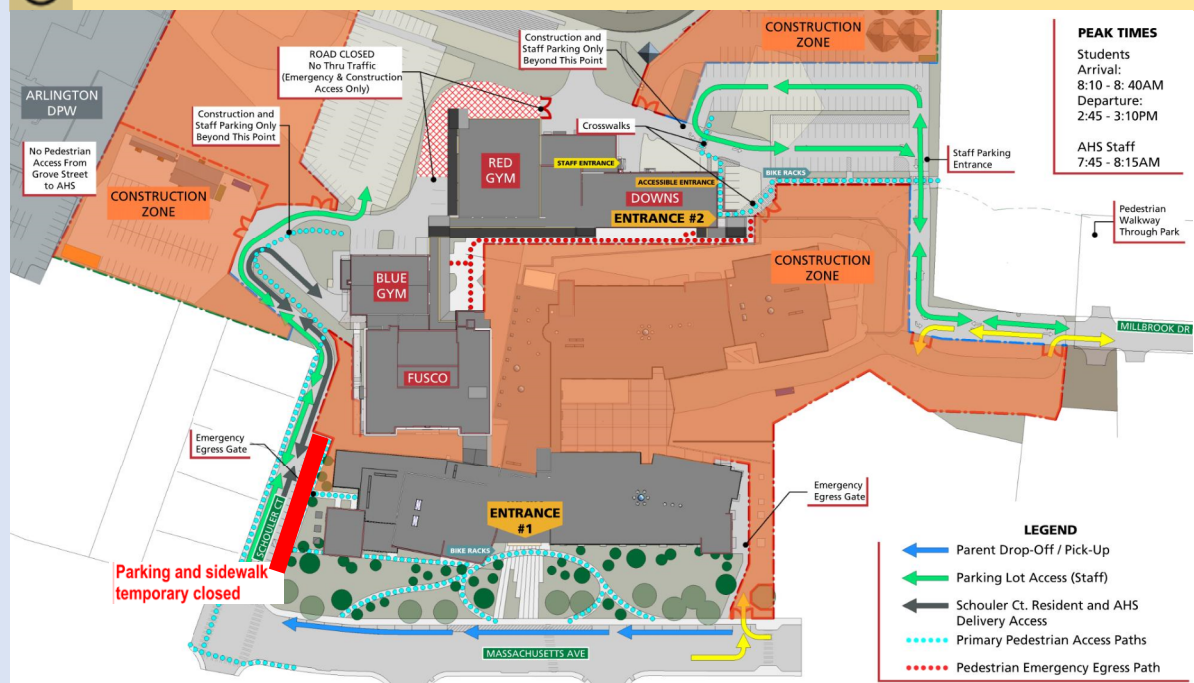 CONSTRUCTION
ZONE
Construction and
Staff Parking Only
Beyond This Point
ROAD CLOSED
No Thru Traffic
(Emergency & Construction
Access Only)
PEAK TIMES
Students
Arrival:
8:10 - 8: 40AM
Departure:
2:45 - 3:10PM
AHS Staff
7:45 - 8:15AM
ARLINGTON
DPW
Construction and
Staff Parking Only
Beyond This Point
Crosswalks
No Pedestrian
Access From
Grove Street
to AHS
RED
GYM
STAFF ENTRANCE
ACCESSIBLE ENTRANCE
BIKE RACKS
Staff Parking
Entrance
CONSTRUCTION
ZONE
DOWNS
ENTRANCE #2
Pedestrian
Walkway
Through Park
CONSTRUCTION
ZONE
BLUE
GYM
MILLBROOK DR
FUSCO
Emergency
Egress Gate
Emergency
Egress Gate
SCHOULER CT
ENTRANCE
#1
BIKE RACKS
Parking and sidewalk
temporary closed
MASSACHUSETTS AVE
LEGEND
Parent Drop-Off / Pick-Up
Parking Lot Access (Staff)
Schouler Ct. Resident and AHS
Delivery Access
Primary Pedestrian Access Paths
Pedestrian Emergency Egress Path